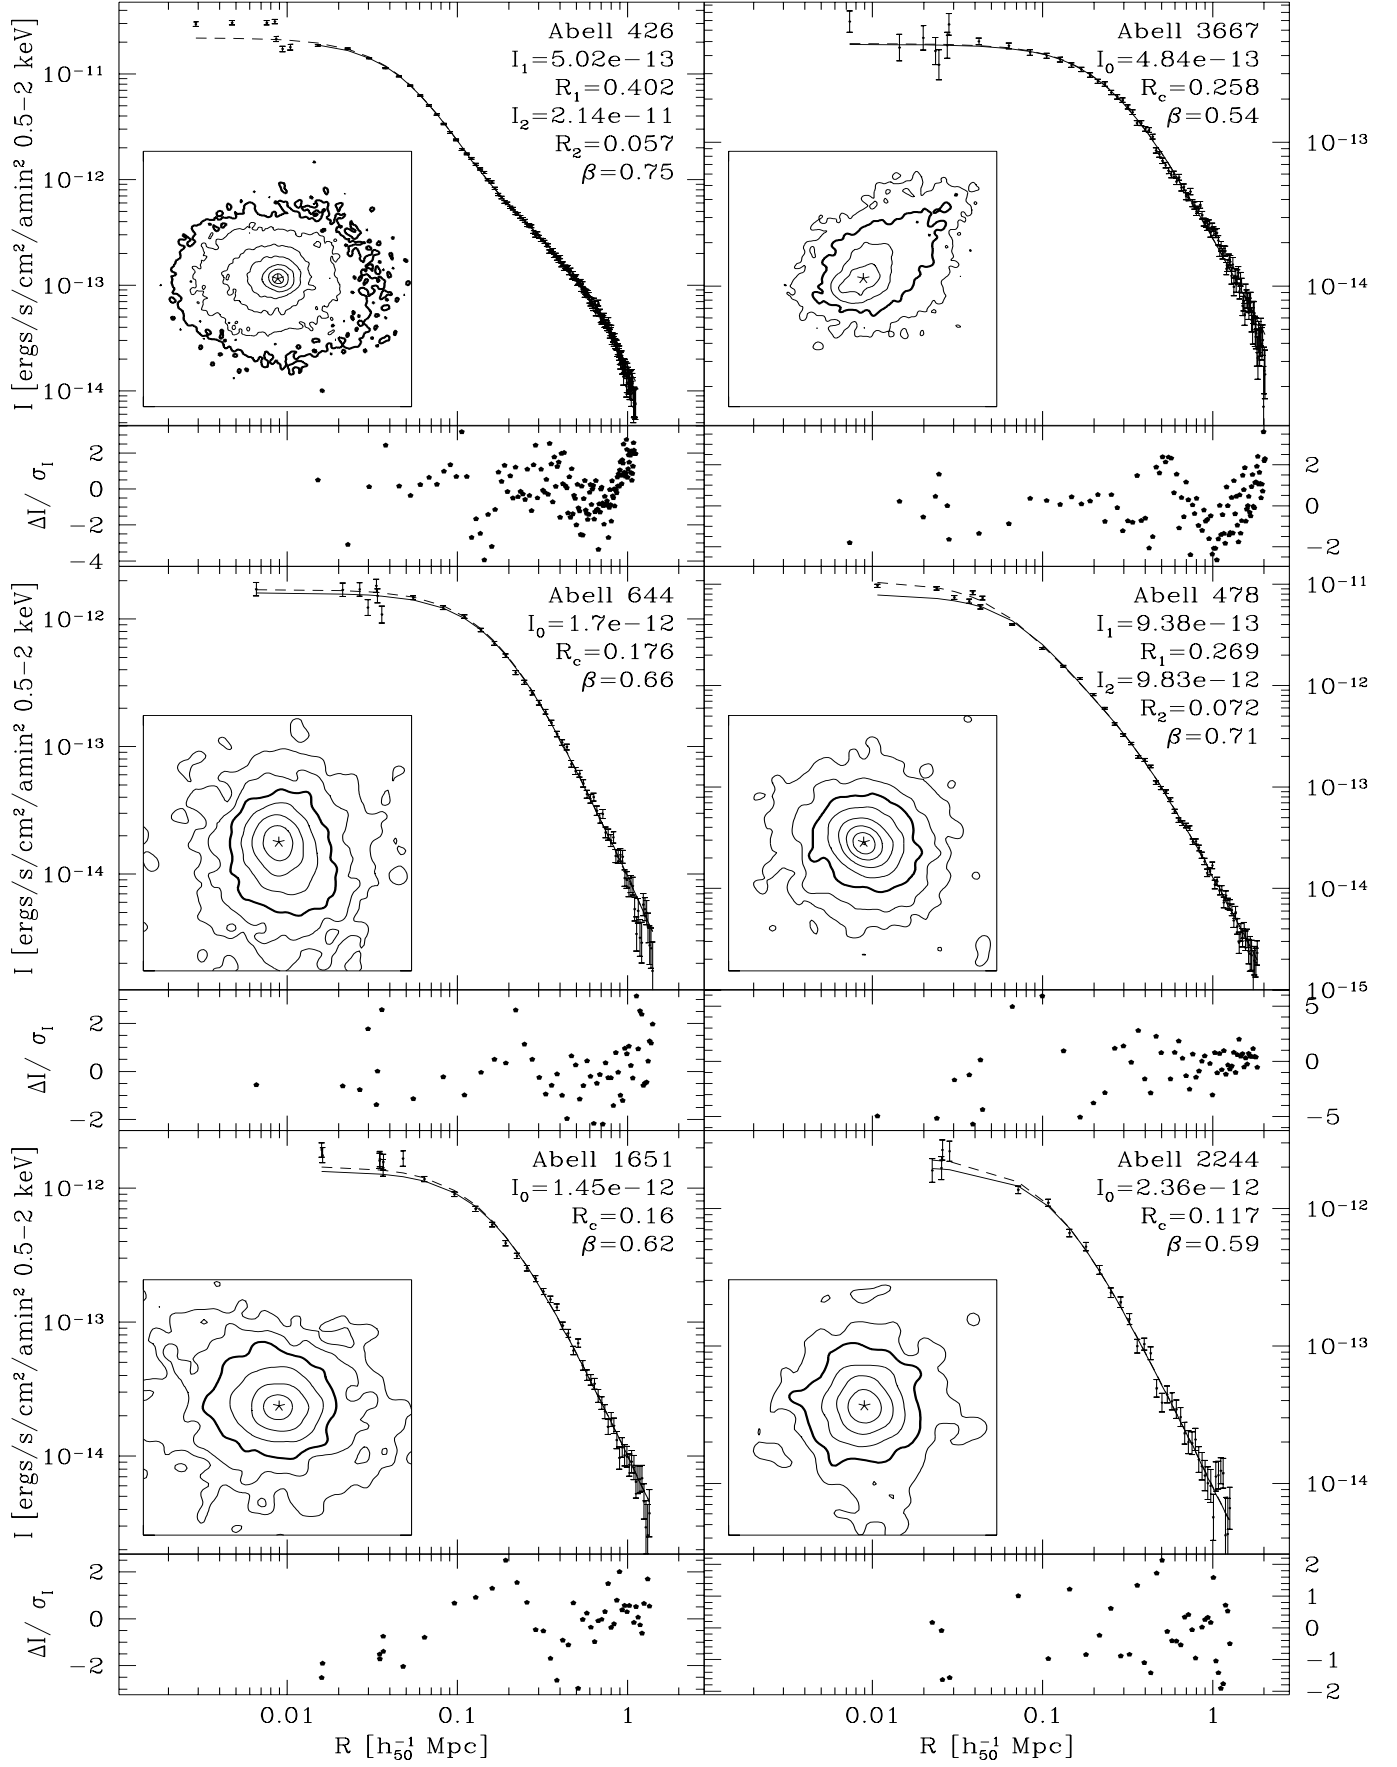 Abell 426
I₁=5.02e−13
R₁=0.402
I₂=2.14e−11
R₂=0.057
β=0.75
I [ergs/s/cm²/amin² 0.5−2 keV]
10⁻¹¹
10⁻¹²
10⁻¹³
10⁻¹⁴
Abell 3667
I₀=4.84e−13
R_c=0.258
β=0.54
10⁻¹³
10⁻¹⁴
ΔI/ σ_I
2
0
−2
−4
2
0
−2
Abell 644
I₀=1.7e−12
R_c=0.176
β=0.66
I [ergs/s/cm²/amin² 0.5−2 keV]
10⁻¹²
10⁻¹³
10⁻¹⁴
Abell 478
I₁=9.38e−13
R₁=0.269
I₂=9.83e−12
R₂=0.072
β=0.71
10⁻¹¹
10⁻¹²
10⁻¹³
10⁻¹⁴
10⁻¹⁵
ΔI/ σ_I
2
0
−2
5
0
−5
Abell 1651
I₀=1.45e−12
R_c=0.16
β=0.62
I [ergs/s/cm²/amin² 0.5−2 keV]
10⁻¹²
10⁻¹³
10⁻¹⁴
Abell 2244
I₀=2.36e−12
R_c=0.117
β=0.59
10⁻¹²
10⁻¹³
10⁻¹⁴
ΔI/ σ_I
2
0
−2
2
1
0
−1
−2
0.01 0.1 1
R [h₅₀⁻¹ Mpc]
0.01 0.1 1
R [h₅₀⁻¹ Mpc]